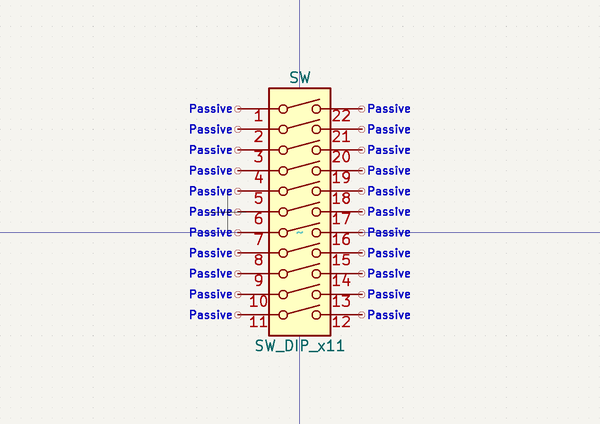 SW
Passive 1 22 Passive
Passive 2 21 Passive
Passive 3 20 Passive
Passive 4 19 Passive
Passive 5 18 Passive
Passive 6 17 Passive
Passive 7 ~ 16 Passive
Passive 8 15 Passive
Passive 9 14 Passive
Passive 10 13 Passive
Passive 11 12 Passive
SW_DIP_x11